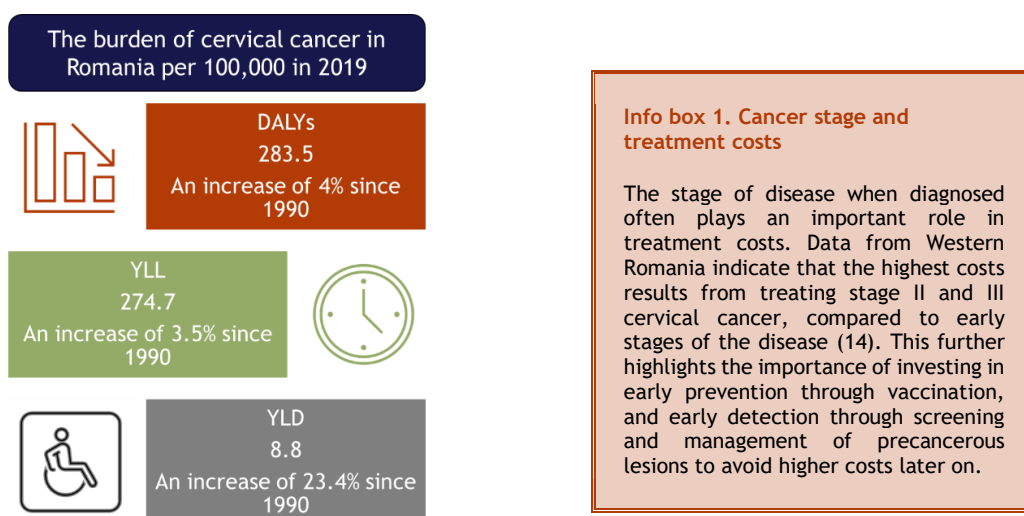 The burden of cervical cancer in
Romania per 100,000 in 2019
DALYs
283.5
An increase of 4% since
1990
YLL
274.7
An increase of 3.5% since
1990
YLD
8.8
An increase of 23.4% since
1990
Info box 1. Cancer stage and
treatment costs
The stage of disease when diagnosed
often plays an important role in
treatment costs. Data from Western
Romania indicate that the highest costs
results from treating stage II and III
cervical cancer, compared to early
stages of the disease (14). This further
highlights the importance of investing in
early prevention through vaccination,
and early detection through screening
and management of precancerous
lesions to avoid higher costs later on.